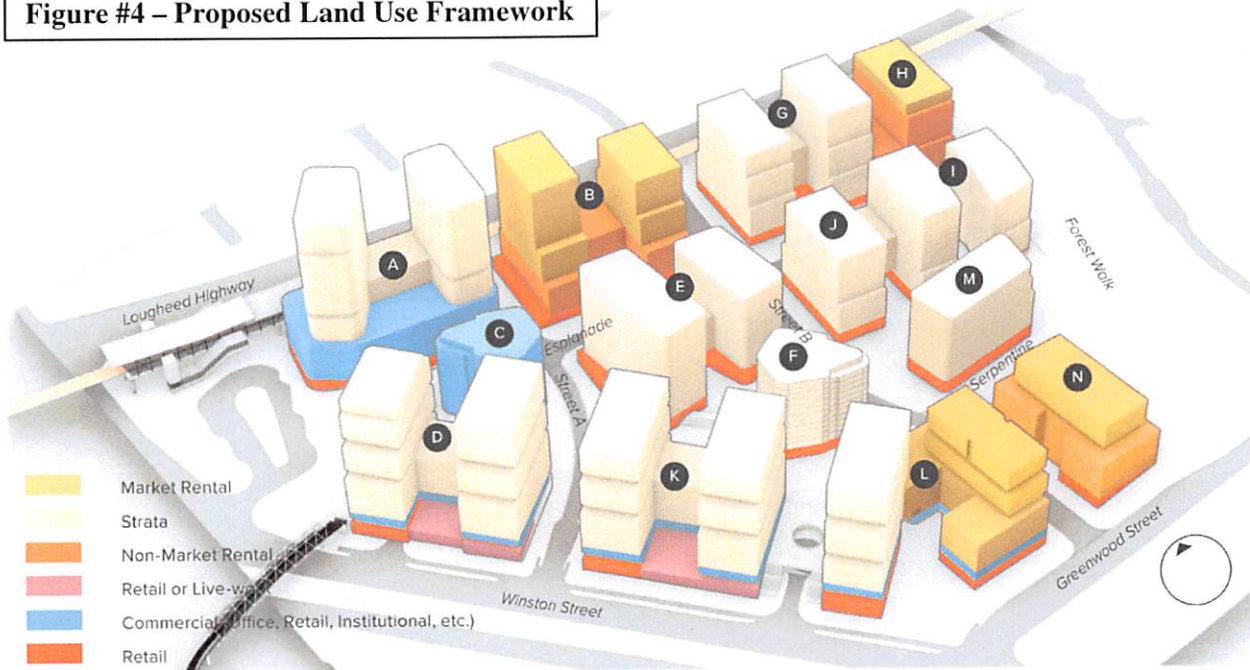 Figure #4 – Proposed Land Use Framework
H
G
I
B
J
Forest Walk
A
E
M
Lougheed Highway
C
Esplanade
Street B
F
Serpentine
N
Street A
D
K
L
Market Rental
Strata
Non-Market Rental
Retail or Live-work
Commercial (Office, Retail, Institutional, etc.)
Retail
Winston Street
Greenwood Street